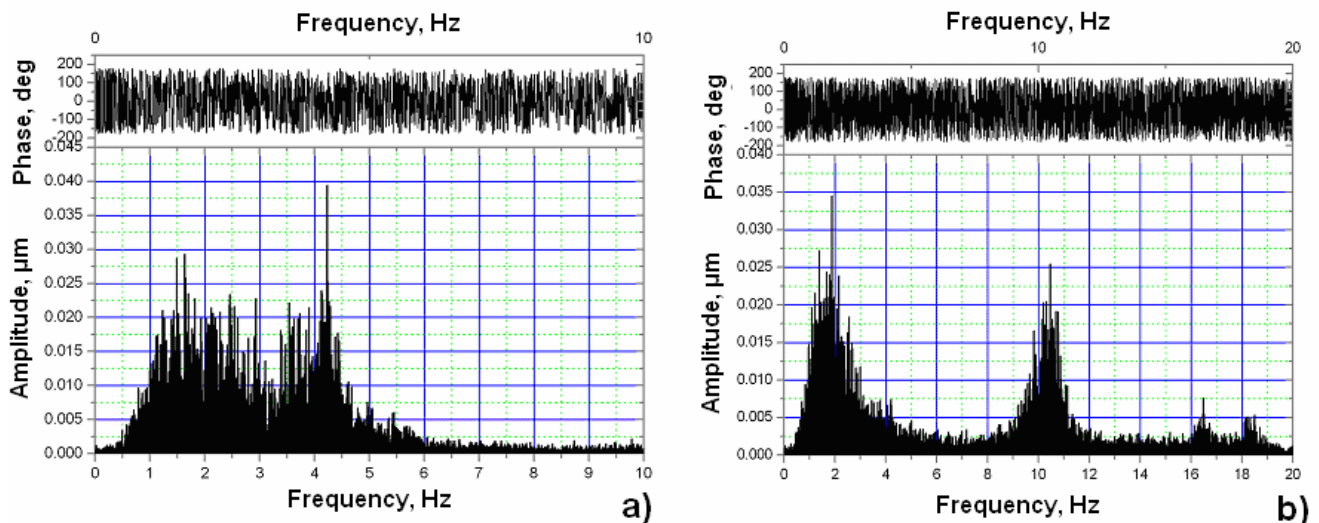 Frequency, Hz
0 10
Phase, deg
200
100
0
-100
-200
Amplitude, µm
0.045
0.040
0.035
0.030
0.025
0.020
0.015
0.010
0.005
0.000
0 1 2 3 4 5 6 7 8 9 10
Frequency, Hz
a)
Frequency, Hz
0 10 20
Phase, deg
200
100
0
-100
-200
Amplitude, µm
0.040
0.035
0.030
0.025
0.020
0.015
0.010
0.005
0.000
0 2 4 6 8 10 12 14 16 18 20
Frequency, Hz
b)